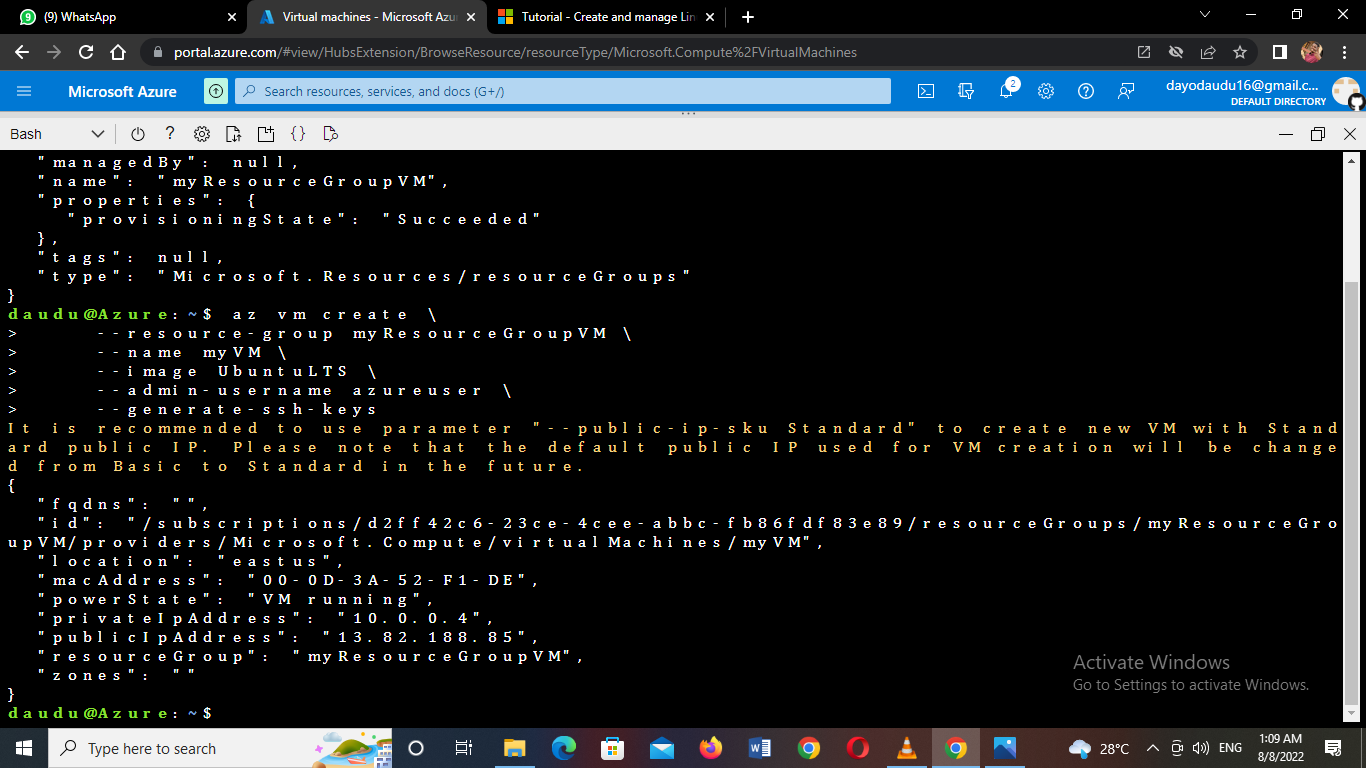 (9) WhatsApp
Virtual machines - Microsoft Azu
Tutorial - Create and manage Lin
portal.azure.com/#view/HubsExtension/BrowseResource/resourceType/Microsoft.Compute%2FVirtualMachines
Microsoft Azure
Search resources, services, and docs (G+/)
2
dayodaudu16@gmail.c...
DEFAULT DIRECTORY
Bash
"managedBy": null,
"name": "myResourceGroupVM",
"properties": {
"provisioningState": "Succeeded"
},
"tags": null,
"type": "Microsoft.Resources/resourceGroups"
}
daudu@Azure:~$ az vm create \
> --resource-group myResourceGroupVM \
> --name myVM \
> --image UbuntuLTS \
> --admin-username azureuser \
> --generate-ssh-keys
It is recommended to use parameter "--public-ip-sku Standard" to create new VM with Stand
ard public IP. Please note that the default public IP used for VM creation will be change
d from Basic to Standard in the future.
{
"fqdns": "",
"id": "/subscriptions/d2ff42c6-23ce-4cee-abbc-fb86fdf83e89/resourceGroups/myResourceGro
upVM/providers/Microsoft.Compute/virtualMachines/myVM",
"location": "eastus",
"macAddress": "00-0D-3A-52-F1-DE",
"powerState": "VM running",
"privateIpAddress": "10.0.0.4",
"publicIpAddress": "13.82.188.85",
"resourceGroup": "myResourceGroupVM",
"zones": ""
}
daudu@Azure:~$
Activate Windows
Go to Settings to activate Windows.
Type here to search
28°C
ENG
1:09 AM
8/8/2022